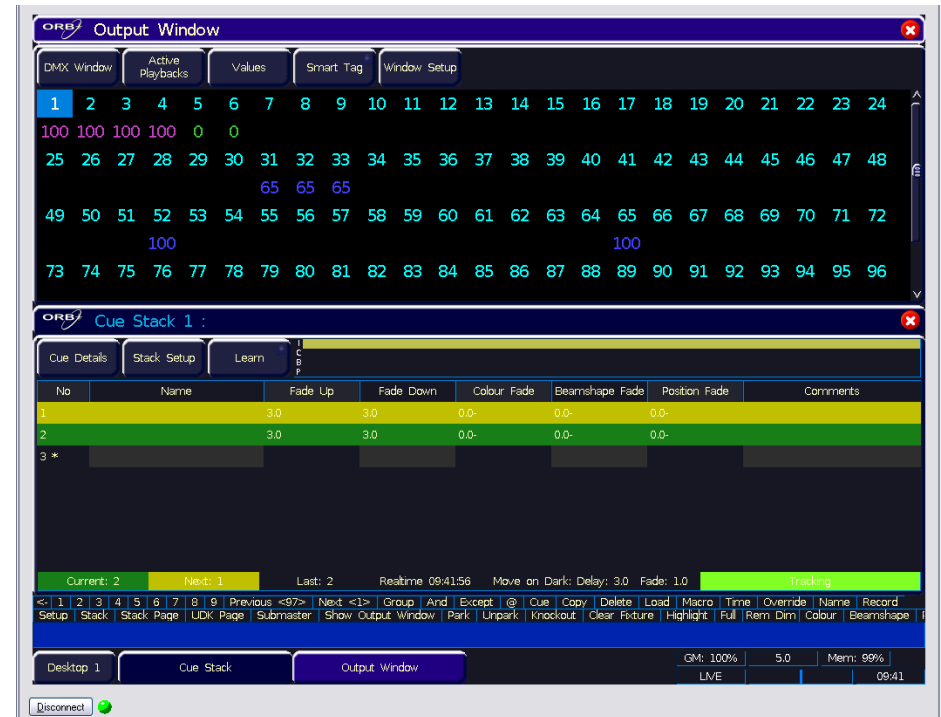 ORB Output Window
DMX Window Active Playbacks Values Smart Tag Window Setup
1 2 3 4 5 6 7 8 9 10 11 12 13 14 15 16 17 18 19 20 21 22 23 24
100 100 100 100 0 0
25 26 27 28 29 30 31 32 33 34 35 36 37 38 39 40 41 42 43 44 45 46 47 48
65 65 65
49 50 51 52 53 54 55 56 57 58 59 60 61 62 63 64 65 66 67 68 69 70 71 72
100 100
73 74 75 76 77 78 79 80 81 82 83 84 85 86 87 88 89 90 91 92 93 94 95 96
ORB Cue Stack 1 :
Cue Details Stack Setup Learn
I
C
B
P
No Name Fade Up Fade Down Colour Fade Beamshape Fade Position Fade Comments
1 3.0 3.0 0.0- 0.0- 0.0-
2 3.0 3.0 0.0- 0.0- 0.0-
3 *
Current: 2 Next: 1 Last: 2 Realtime 09:41:56 Move on Dark: Delay: 3.0 Fade: 1.0 Tracking
<- 1 2 3 4 5 6 7 8 9 Previous <97> Next <1> Group And Except @ Cue Copy Delete Load Macro Time Override Name Record
Setup Stack Stack Page UDK Page Submaster Show Output Window Park Unpark Knockout Clear Fixture Highlight Full Rem Dim Colour Beamshape
Desktop 1 Cue Stack Output Window GM: 100% 5.0 Mem: 99%
LIVE 09:41
Disconnect